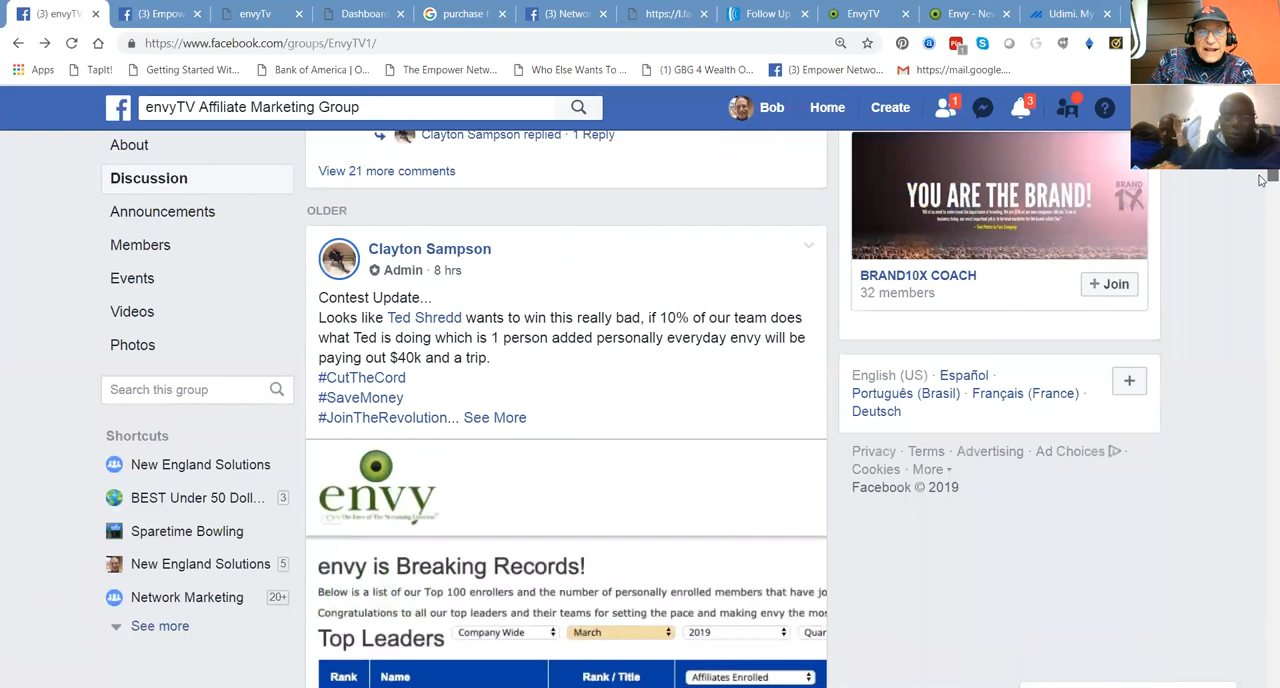 (3) envyTV
(3) Empow
envyTv
Dashboard
purchase
(3) Netwo
https://l.fa
Follow Up
EnvyTV
Envy - Nev
Udimi. My
https://www.facebook.com/groups/EnvyTV1/
Apps
TapIt!
Getting Started Wit...
Bank of America | O...
The Empower Netw...
Who Else Wants To ...
(1) GBG 4 Wealth O...
(3) Empower Netwo...
https://mail.google....
envyTV Affiliate Marketing Group
Bob
Home
Create
1
3
About
Discussion
Announcements
Members
Events
Videos
Photos
Search this group
Shortcuts
New England Solutions
BEST Under 50 Doll... 3
Sparetime Bowling
New England Solutions 5
Network Marketing 20+
See more
Clayton Sampson replied · 1 Reply
View 21 more comments
OLDER
Clayton Sampson
Admin · 8 hrs
Contest Update...
Looks like Ted Shredd wants to win this really bad, if 10% of our team does
what Ted is doing which is 1 person added personally everyday envy will be
paying out $40k and a trip.
#CutTheCord
#SaveMoney
#JoinTheRevolution... See More
envy
envy is Breaking Records!
Below is a list of our Top 100 enrollers and the number of personally enrolled members that have jo
Congratulations to all our top leaders and their teams for setting the pace and making envy the mos
Top Leaders
Company Wide
March
2019
Quar
Rank
Name
Rank / Title
Affiliates Enrolled
YOU ARE THE BRAND!
BRAND
1X
BRAND10X COACH
32 members
+ Join
English (US) · Español ·
Português (Brasil) · Français (France) ·
Deutsch
Privacy · Terms · Advertising · Ad Choices ·
Cookies · More
Facebook © 2019